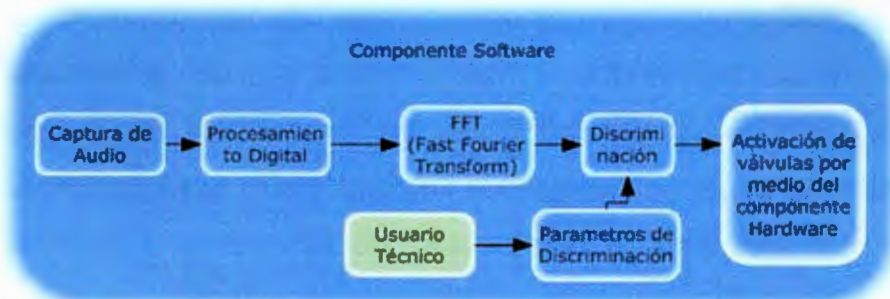 Componente Software
Captura de
Audio
Procesamien
to Digital
FFT
(Fast Fourier
Transform)
Discrimi
nación
Activación de
válvulas por
medio del
componente
Hardware
Usuario
Técnico
Parametros de
Discriminación